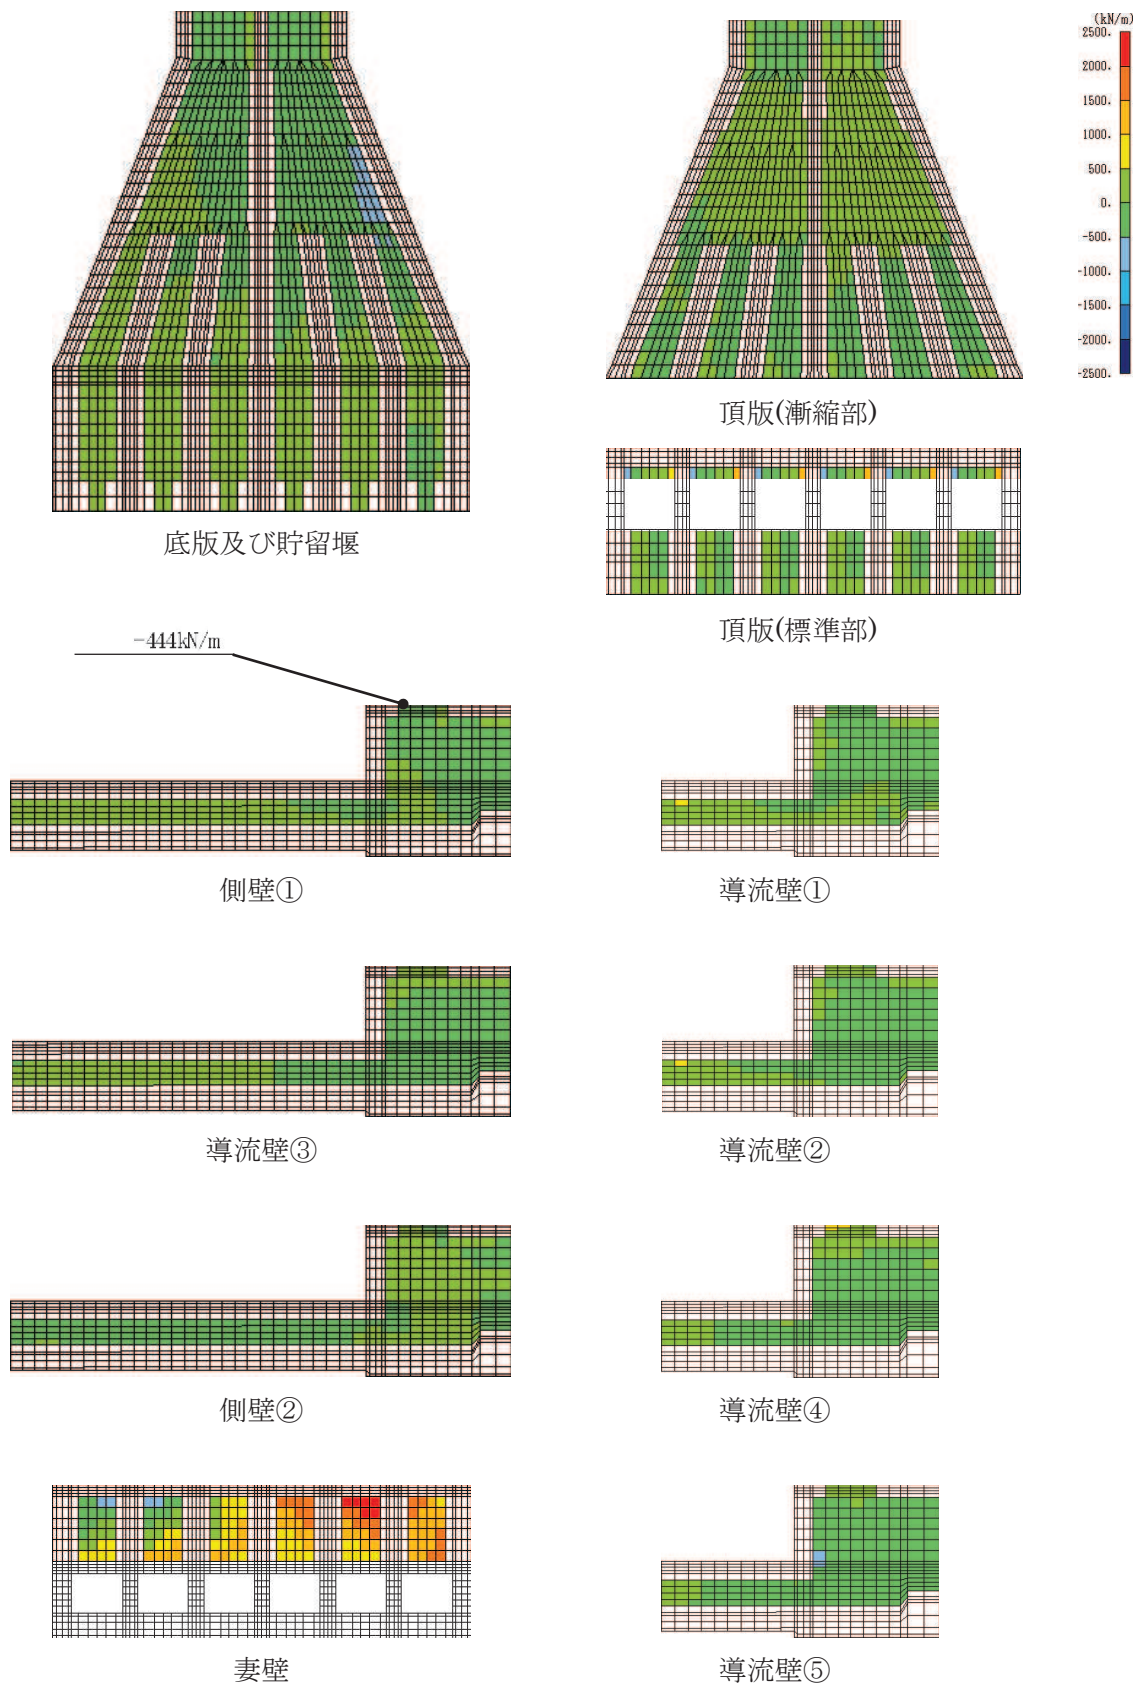 (kN/m)
2500.
2000.
1500.
1000.
500.
0.
-500.
-1000.
-1500.
-2000.
-2500.
頂版(漸縮部)
底版及び貯留堰
頂版(標準部)
-444kN/m
側壁①
導流壁①
導流壁③
導流壁②
側壁②
導流壁④
妻壁
導流壁⑤